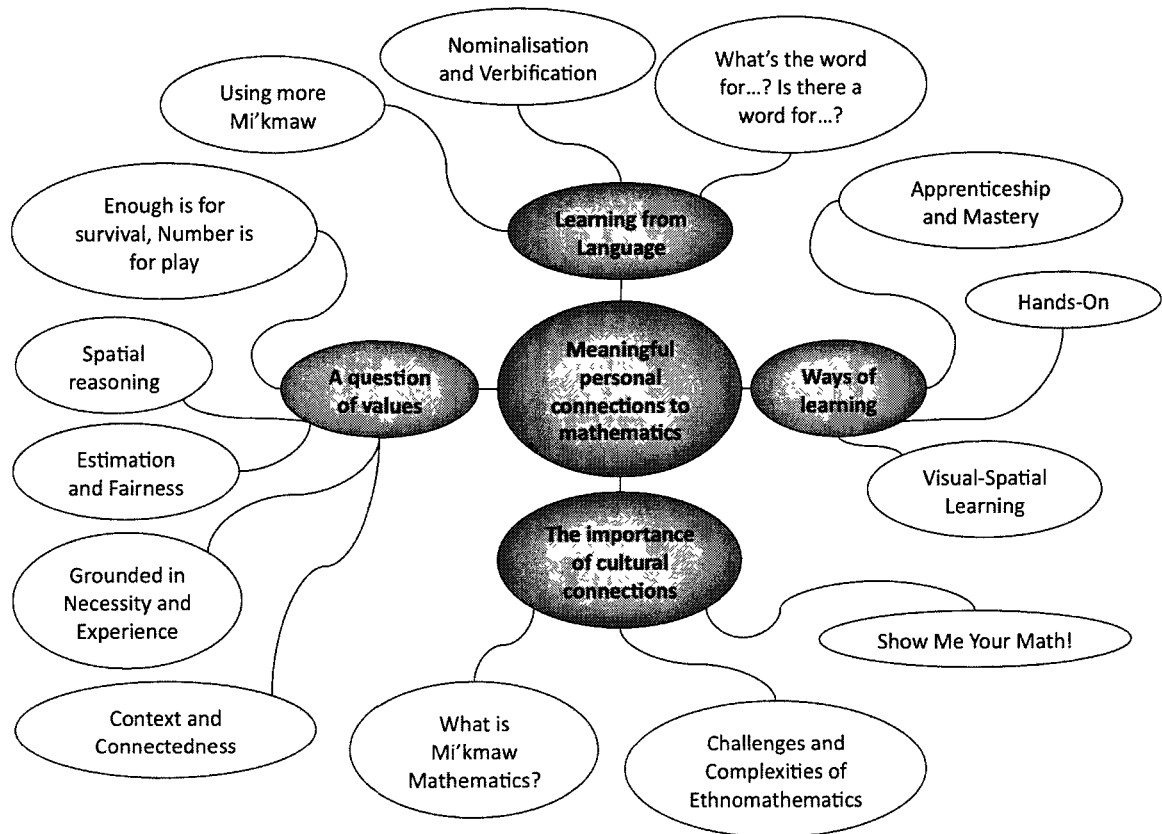 Nominalisation
and Verbification
What's the word
for...? Is there a
word for...?
Using more
Mi'kmaw
Learning from
Language
Apprenticeship
and Mastery
Enough is for
survival, Number is
for play
Hands-On
Spatial
reasoning
A question
of values
Meaningful
personal
connections to
mathematics
Ways of
learning
Estimation
and Fairness
Visual-Spatial
Learning
The importance
of cultural
connections
Grounded in
Necessity and
Experience
Show Me Your Math!
Context and
Connectedness
What is
Mi'kmaw
Mathematics?
Challenges and
Complexities of
Ethnomathematics